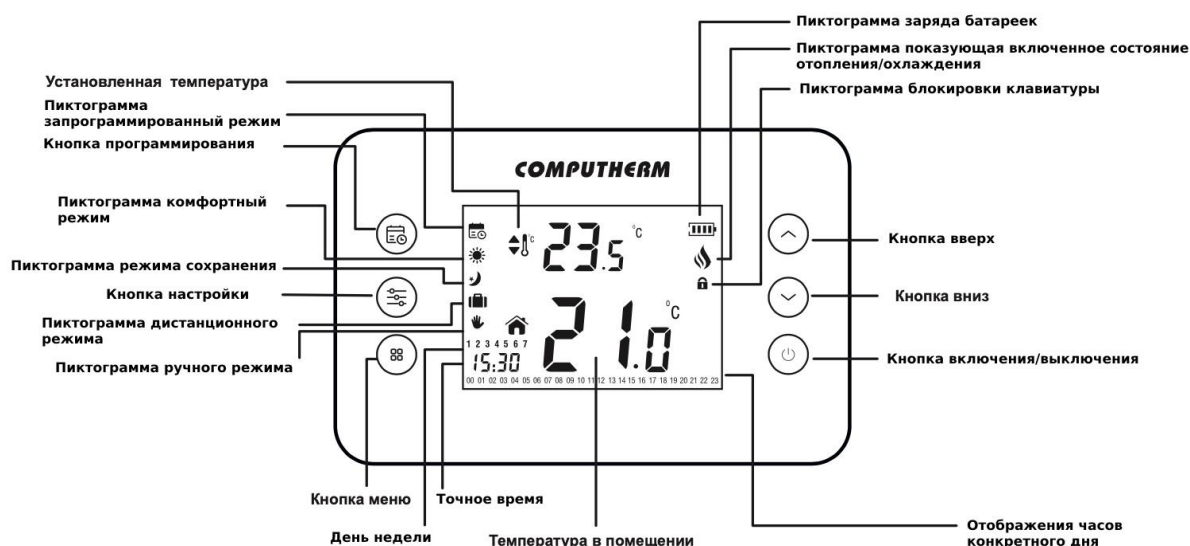 Пиктограмма заряда батареек
Пиктограмма показующая включенное состояние
отопления/охлаждения
Пиктограмма блокировки клавиатуры
Установленная температура
Пиктограмма
запрограммированный режим
Кнопка программирования
Пиктограмма комфортный
режим
Пиктограмма режима сохранения
Кнопка настройки
Пиктограмма дистанционного
режима
Пиктограмма ручного режима
COMPUTHERM
°C
23.5 °C
21.0 °C
1 2 3 4 5 6 7
15:30
00 01 02 03 04 05 06 07 08 09 10 11 12 13 14 15 16 17 18 19 20 21 22 23
Кнопка вверх
Кнопка вниз
Кнопка включения/выключения
Кнопка меню
Точное время
День недели
Температура в помещении
Отображения часов
конкретного дня